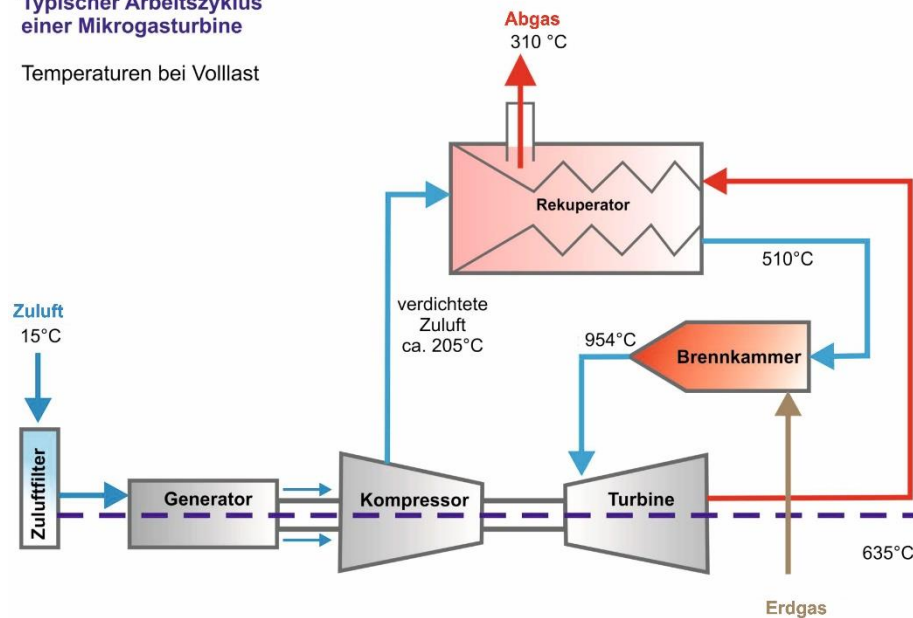 Typischer Arbeitszyklus
einer Mikrogasturbine
Temperaturen bei Volllast
Abgas
310 °C
Rekuperator
510°C
verdichtete
Zuluft
ca. 205°C
Zuluft
15°C
954°C
Brennkammer
Zuluftfilter
Generator
Kompressor
Turbine
635°C
Erdgas